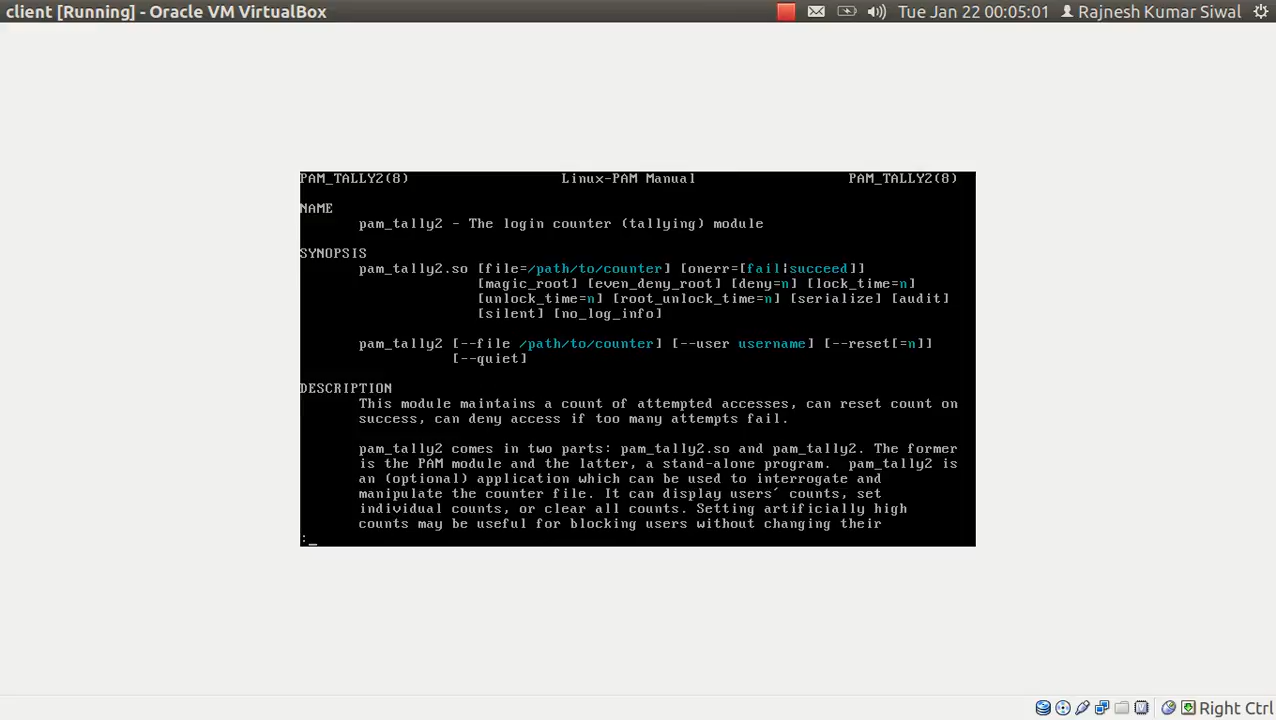 client [Running] - Oracle VM VirtualBox
Tue Jan 22 00:05:01 Rajnesh Kumar Siwal
PAM_TALLY2(8) Linux-PAM Manual PAM_TALLY2(8)
NAME
pam_tally2 - The login counter (tallying) module
SYNOPSIS
pam_tally2.so [file=/path/to/counter] [onerr=[fail|succeed]]
[magic_root] [even_deny_root] [deny=n] [lock_time=n]
[unlock_time=n] [root_unlock_time=n] [serialize] [audit]
[silent] [no_log_info]
pam_tally2 [--file /path/to/counter] [--user username] [--reset[=n]]
[--quiet]
DESCRIPTION
This module maintains a count of attempted accesses, can reset count on
success, can deny access if too many attempts fail.
pam_tally2 comes in two parts: pam_tally2.so and pam_tally2. The former
is the PAM module and the latter, a stand-alone program. pam_tally2 is
an (optional) application which can be used to interrogate and
manipulate the counter file. It can display users´ counts, set
individual counts, or clear all counts. Setting artificially high
counts may be useful for blocking users without changing their
:_
Right Ctrl